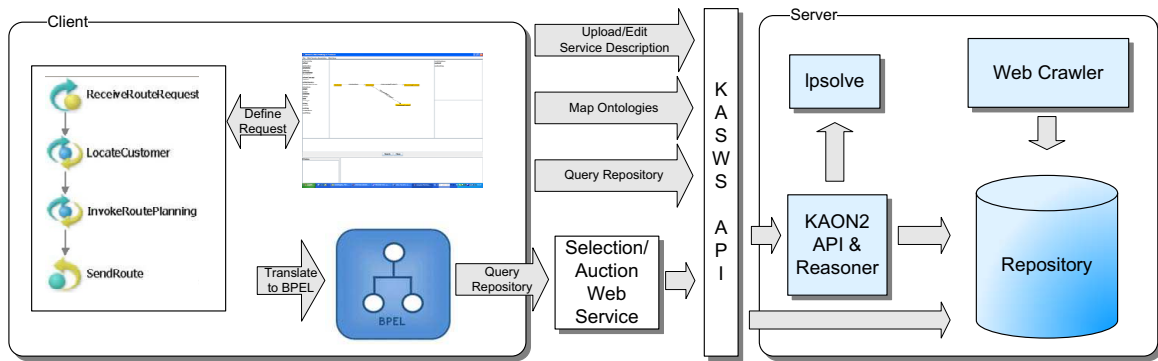 Client
ReceiveRouteRequest
LocateCustomer
InvokeRoutePlanning
SendRoute
Define
Request
Translate
to BPEL
BPEL
Query
Repository
Upload/Edit
Service Description
Map Ontologies
Query Repository
Selection/
Auction
Web
Service
K
A
S
W
S
A
P
I
Server
lpsolve
Web Crawler
KAON2
API &
Reasoner
Repository